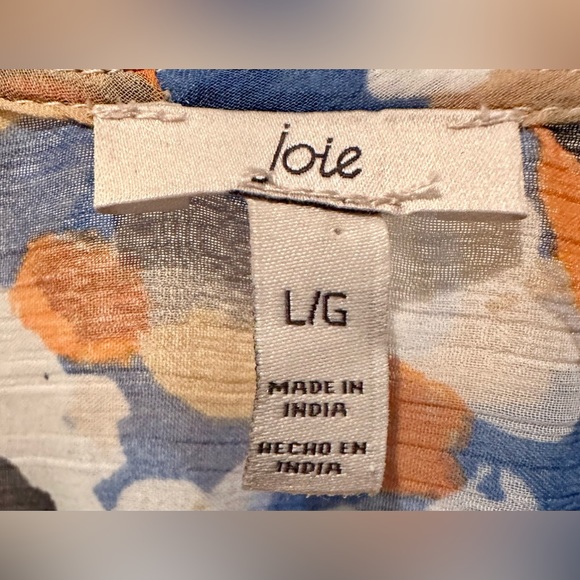 joie
L/G
MADE IN
INDIA
HECHO EN
INDIA